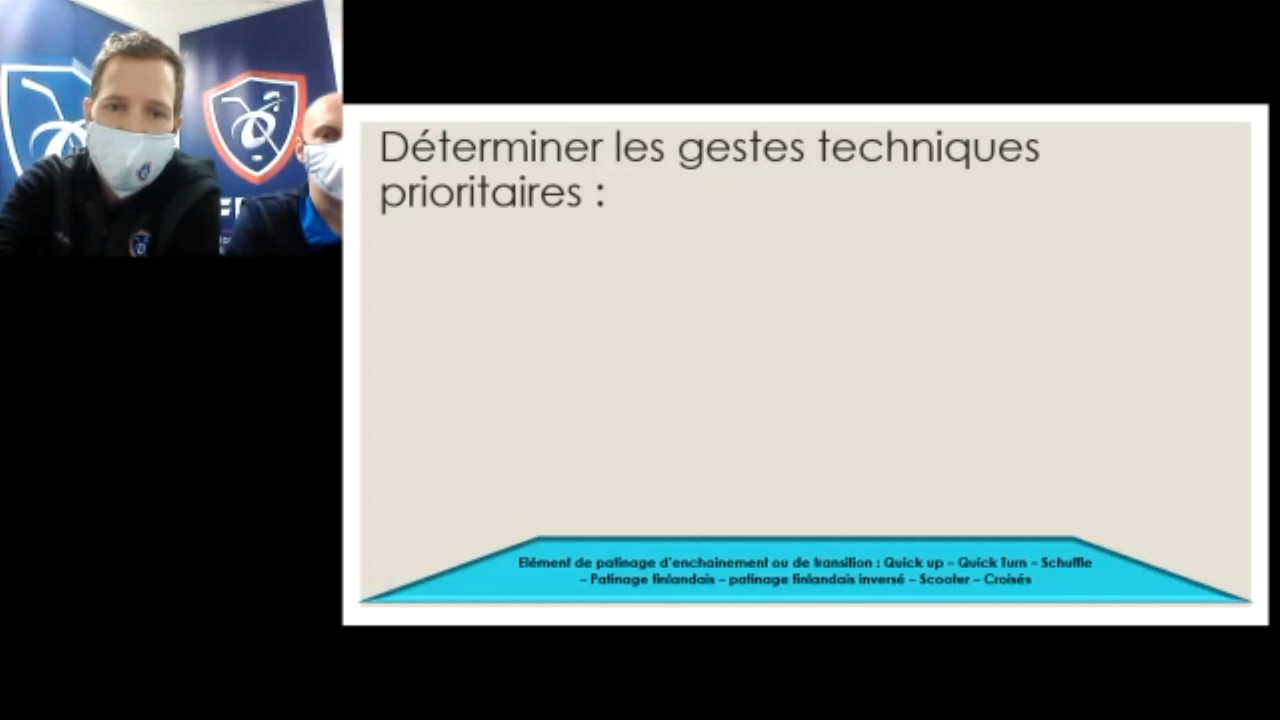 Déterminer les gestes techniques
prioritaires :
Elément de patinage d'enchainement ou de transition : Quick up – Quick Turn – Schuffle
– Patinage finlandais – patinage finlandais inversé – Scooter – Croisés